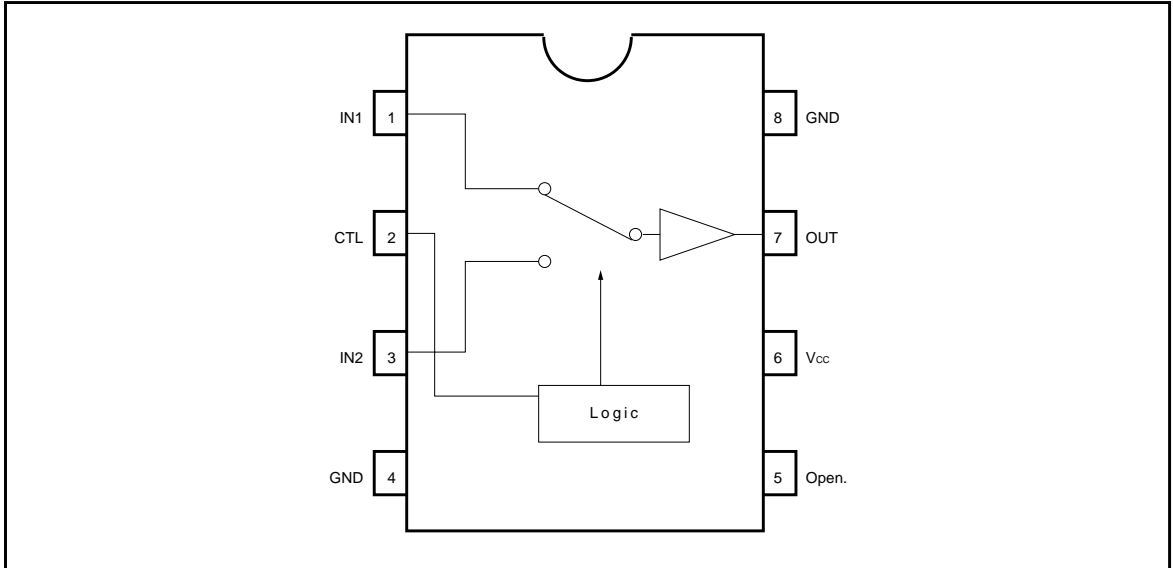 IN1 1
8 GND
CTL 2
7 OUT
IN2 3
6 Vcc
Logic
GND 4
5 Open.